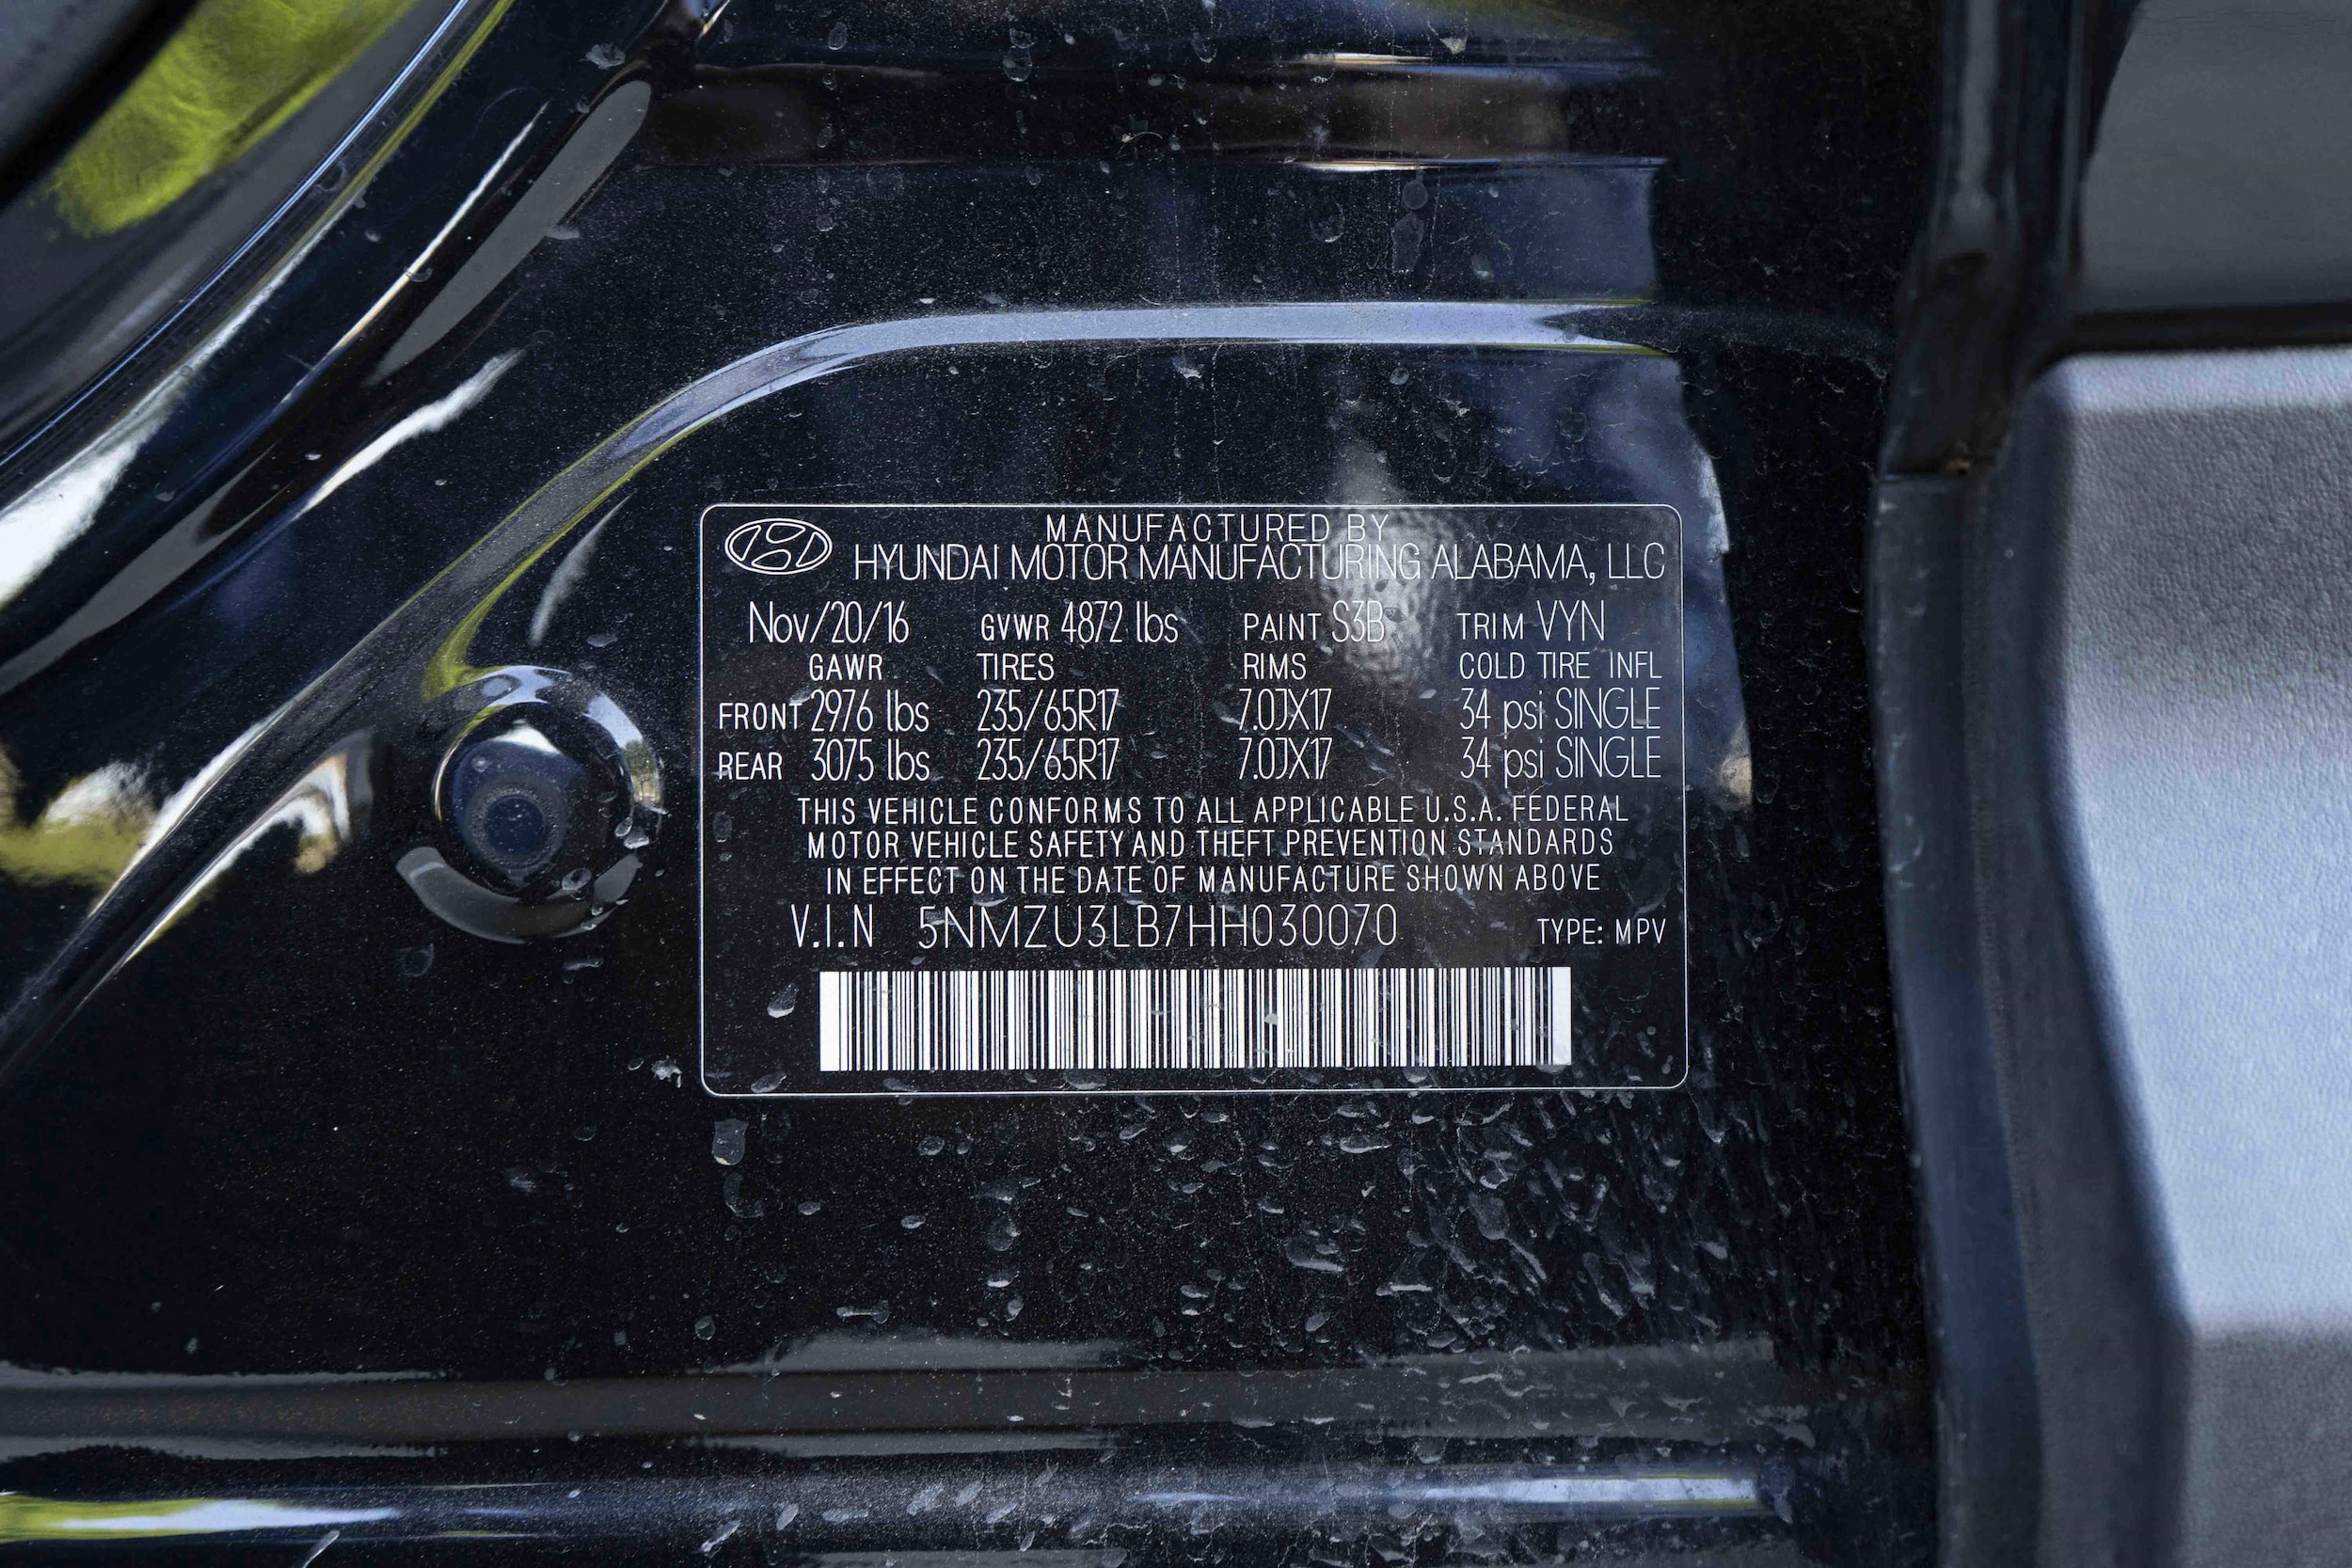 MANUFACTURED BY
HYUNDAI MOTOR MANUFACTURING ALABAMA, LLC
Nov/20/16 GVWR 4872 lbs PAINT S3B TRIM VYN
GAWR TIRES RIMS COLD TIRE INFL
FRONT 2976 lbs 235/65R17 7.0JX17 34 psi SINGLE
REAR 3075 lbs 235/65R17 7.0JX17 34 psi SINGLE
THIS VEHICLE CONFORMS TO ALL APPLICABLE U.S.A. FEDERAL
MOTOR VEHICLE SAFETY AND THEFT PREVENTION STANDARDS
IN EFFECT ON THE DATE OF MANUFACTURE SHOWN ABOVE
V.I.N 5NMZU3LB7HH030070 TYPE: MPV